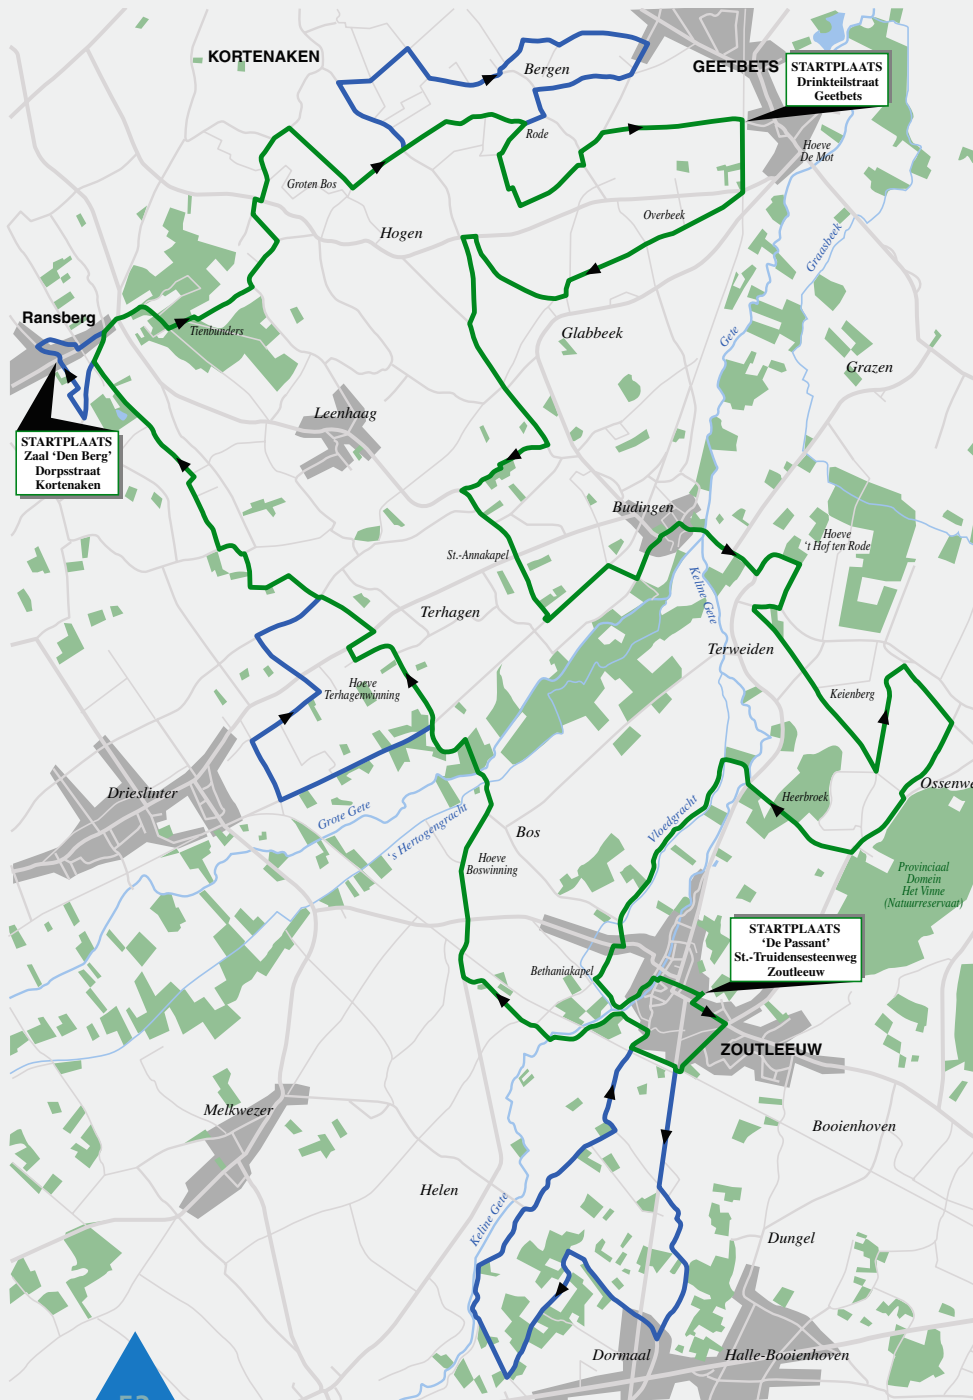 KORTENAKEN
Bergen
GEETBETS
STARTPLAATS
Drinkteilstraat
Geetbets
Rode
Hoeve
De Mot
Groten Bos
Overbeek
Hogen
Graasbeek
Ransberg
Tienbunders
Glabbeek
Gete
Grazen
Leenhaag
STARTPLAATS
Zaal ‘Den Berg’
Dorpsstraat
Kortenaken
Budingen
Hoeve
‘t Hof ten Rode
St.-Annakapel
Keline Gete
Terhagen
Terweiden
Hoeve
Terhagenwinning
Keienberg
Drieslinter
Ossenwe
Heerbroek
Grote Gete
‘s Hertogengracht
Vloedgracht
Bos
Hoeve
Boswinning
Provinciaal
Domein
Het Vinne
(Natuurreservaat)
STARTPLAATS
‘De Passant’
St.-Truidensesteenweg
Zoutleeuw
Bethaniakapel
ZOUTLEEUW
Melkwezer
Booienhoven
Helen
Keline Gete
Dungel
Dormaal
Halle-Booienhoven
52